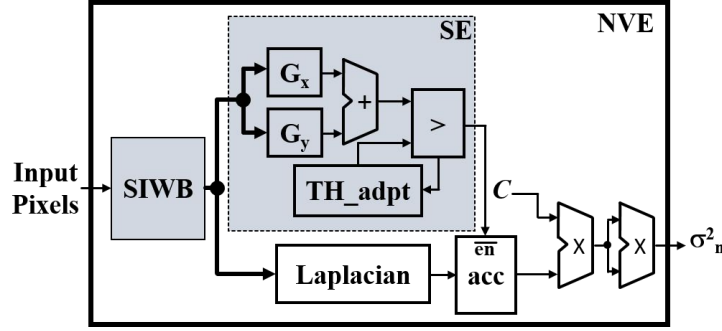 SE
NVE
Gx
Gy
+
>
TH_adpt
Input
Pixels
SIWB
C
Laplacian
en
acc
x
x
σ²n